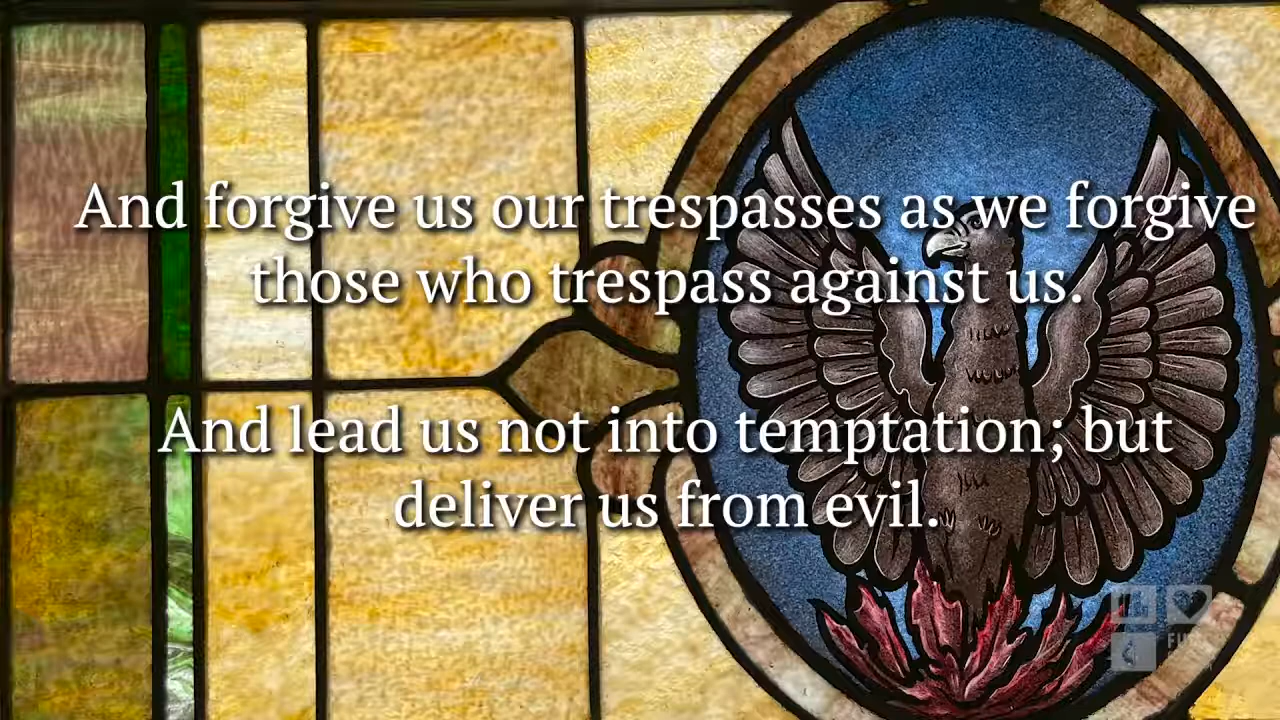 And forgive us our trespasses as we forgive
those who trespass against us.
And lead us not into temptation; but
deliver us from evil.